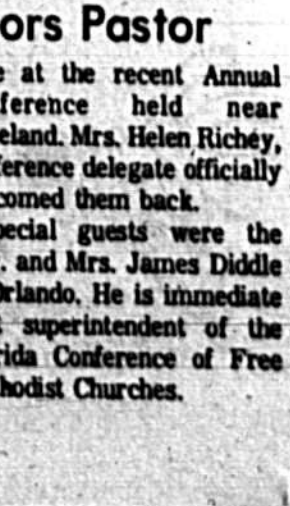 ors Pastor
e at the recent Annual
ference held near
eland. Mrs. Helen Richey,
ference delegate officially
comed them back.
pecial guests were the
. and Mrs. James Diddle
Orlando. He is immediate
t superintendent of the
rida Conference of Free
hodist Churches.